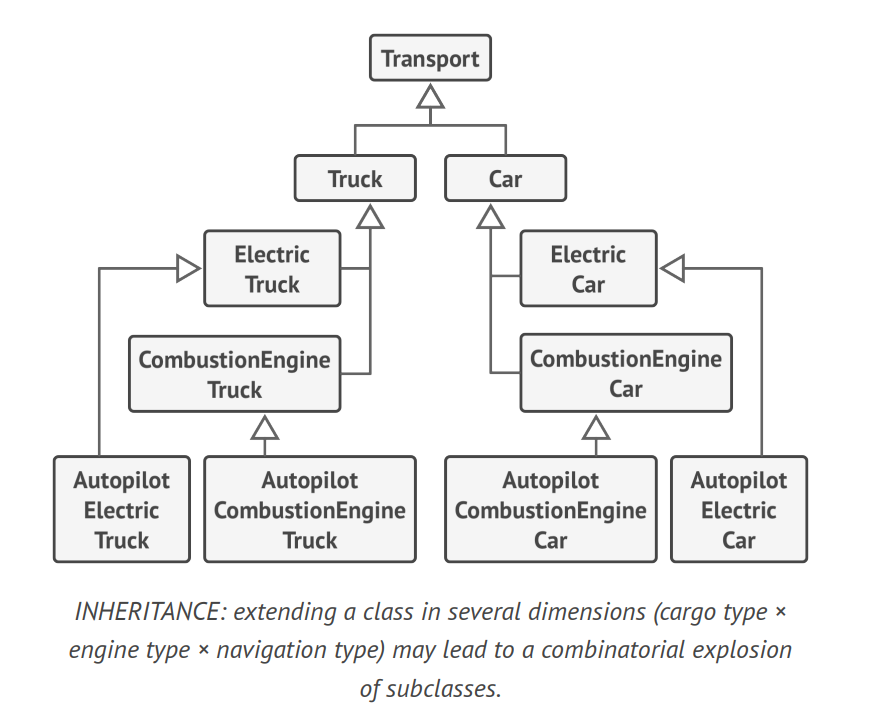 Transport
Truck
Car
Electric
Truck
Electric
Car
CombustionEngine
Truck
CombustionEngine
Car
Autopilot
Electric
Truck
Autopilot
CombustionEngine
Truck
Autopilot
CombustionEngine
Car
Autopilot
Electric
Car
INHERITANCE: extending a class in several dimensions (cargo type ×
engine type × navigation type) may lead to a combinatorial explosion
of subclasses.